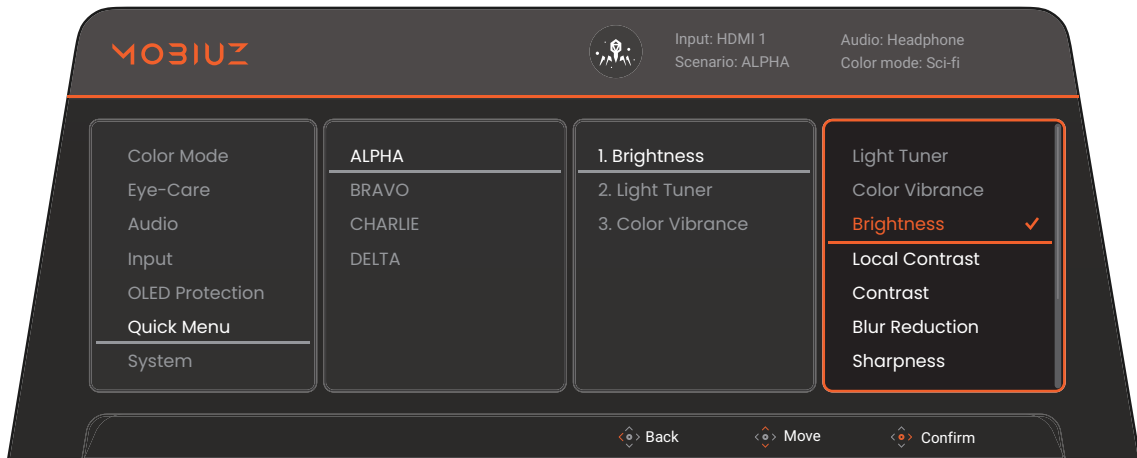 MOBIUZ
Input: HDMI 1
Scenario: ALPHA
Audio: Headphone
Color mode: Sci-fi
Color Mode
Eye-Care
Audio
Input
OLED Protection
Quick Menu
System
ALPHA
BRAVO
CHARLIE
DELTA
1. Brightness
2. Light Tuner
3. Color Vibrance
Light Tuner
Color Vibrance
Brightness
Local Contrast
Contrast
Blur Reduction
Sharpness
Back
Move
Confirm